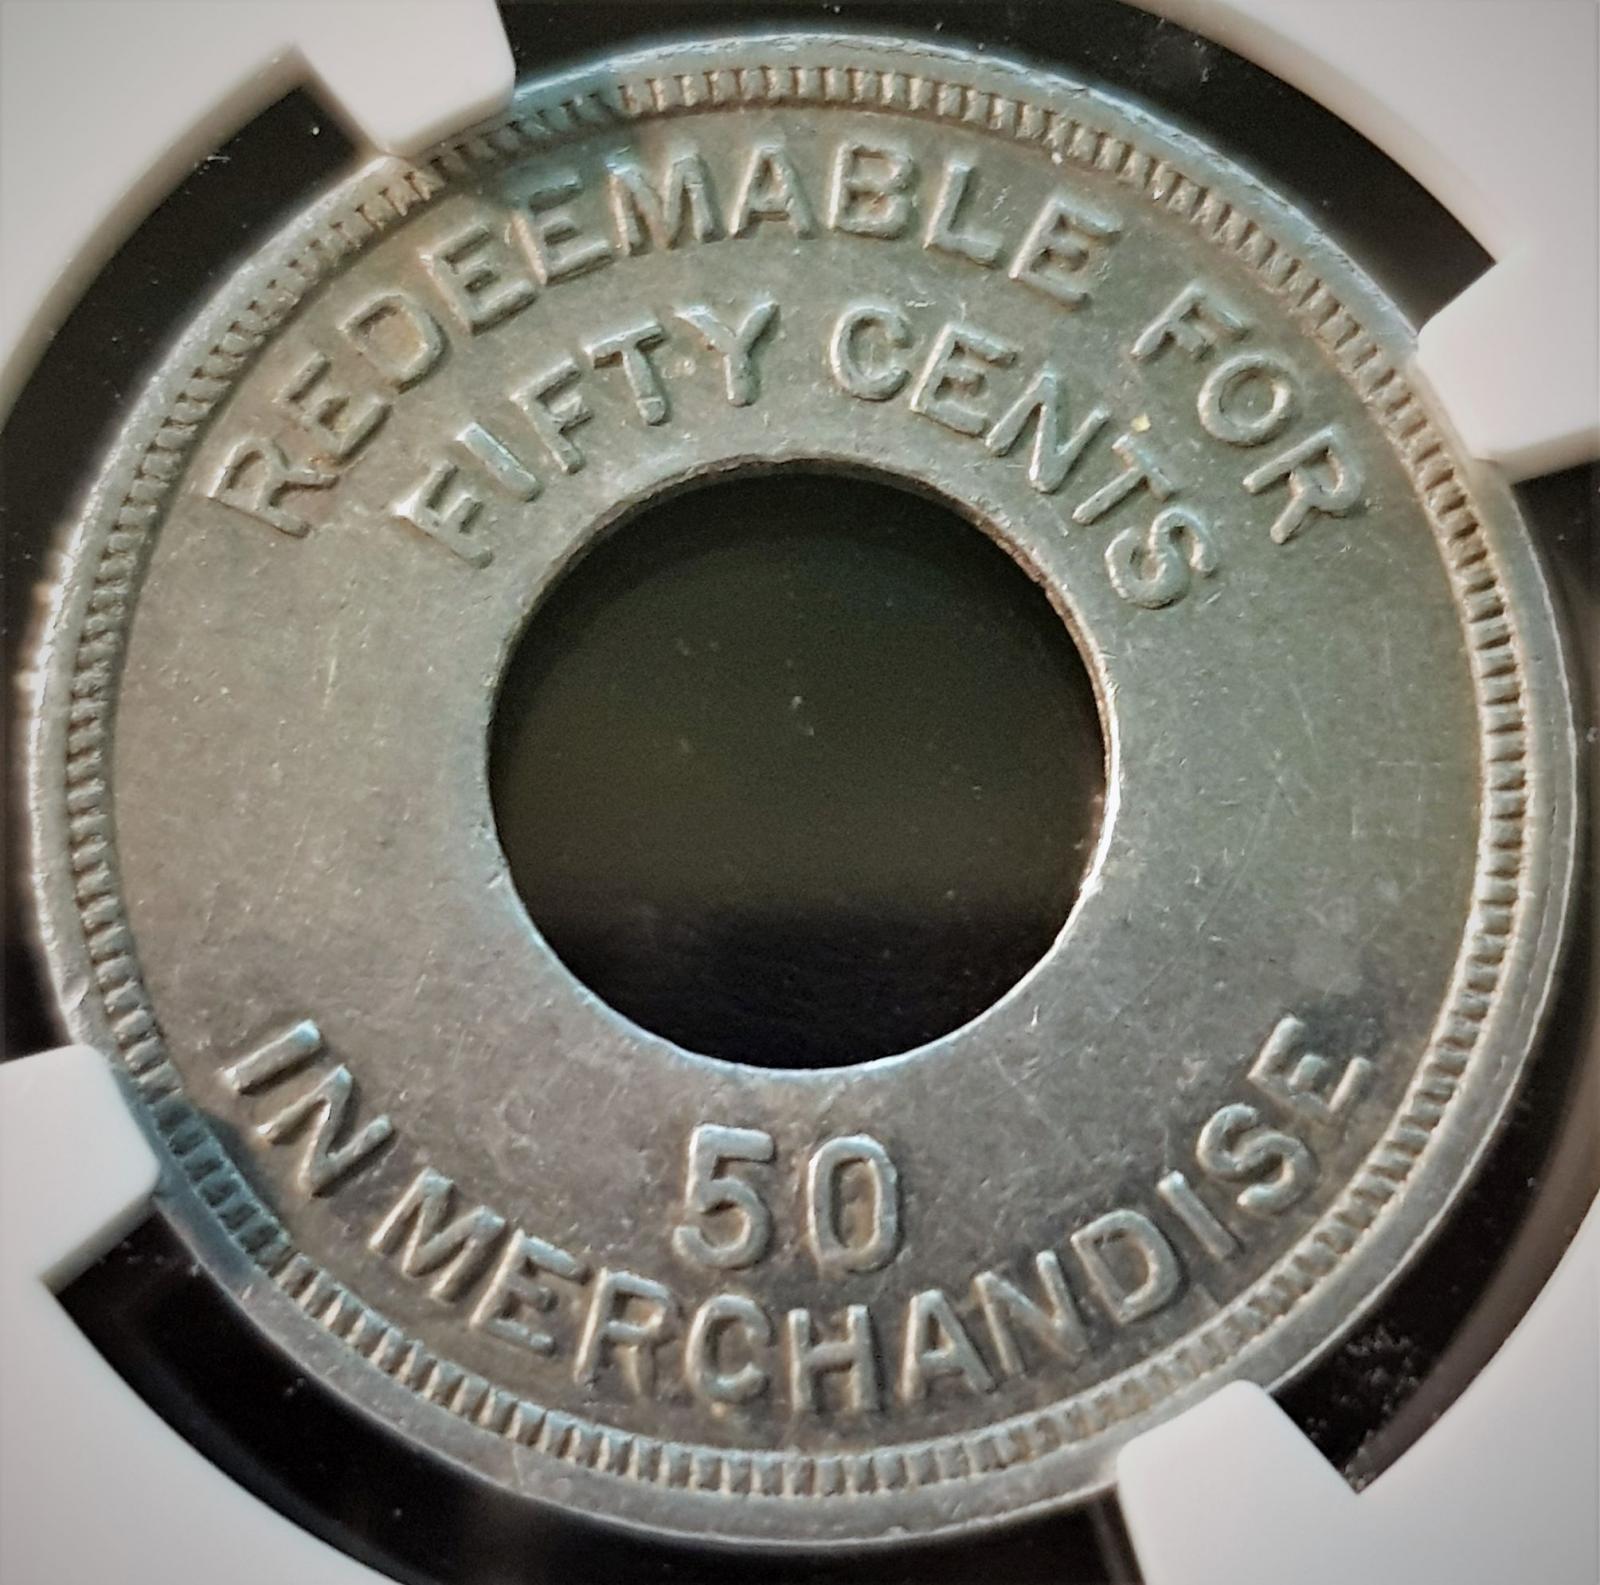 REDEEMABLE FOR
FIFTY CENTS
50
IN MERCHANDISE